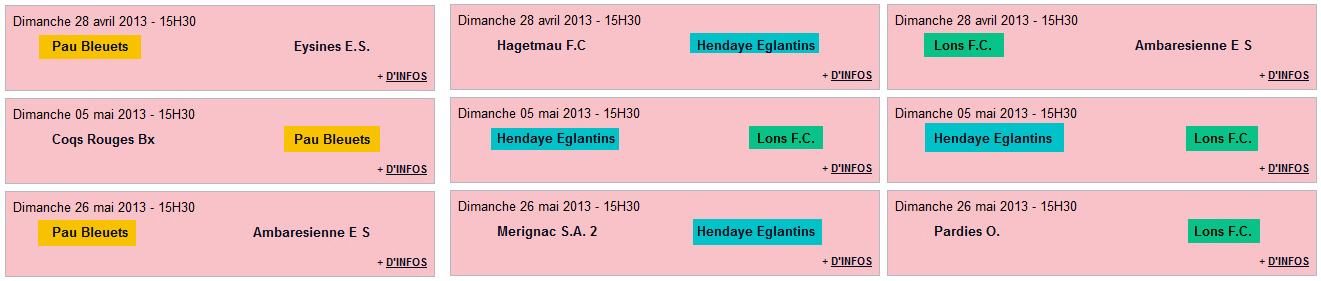 Dimanche 28 avril 2013 - 15H30
Pau Bleuets Eysines E.S.
+ D'INFOS
Dimanche 05 mai 2013 - 15H30
Coqs Rouges Bx Pau Bleuets
+ D'INFOS
Dimanche 26 mai 2013 - 15H30
Pau Bleuets Ambaresienne E S
+ D'INFOS
Dimanche 28 avril 2013 - 15H30
Hagetmau F.C Hendaye Eglantins
+ D'INFOS
Dimanche 05 mai 2013 - 15H30
Hendaye Eglantins Lons F.C.
+ D'INFOS
Dimanche 26 mai 2013 - 15H30
Merignac S.A. 2 Hendaye Eglantins
+ D'INFOS
Dimanche 28 avril 2013 - 15H30
Lons F.C. Ambaresienne E S
+ D'INFOS
Dimanche 05 mai 2013 - 15H30
Hendaye Eglantins Lons F.C.
+ D'INFOS
Dimanche 26 mai 2013 - 15H30
Pardies O. Lons F.C.
+ D'INFOS